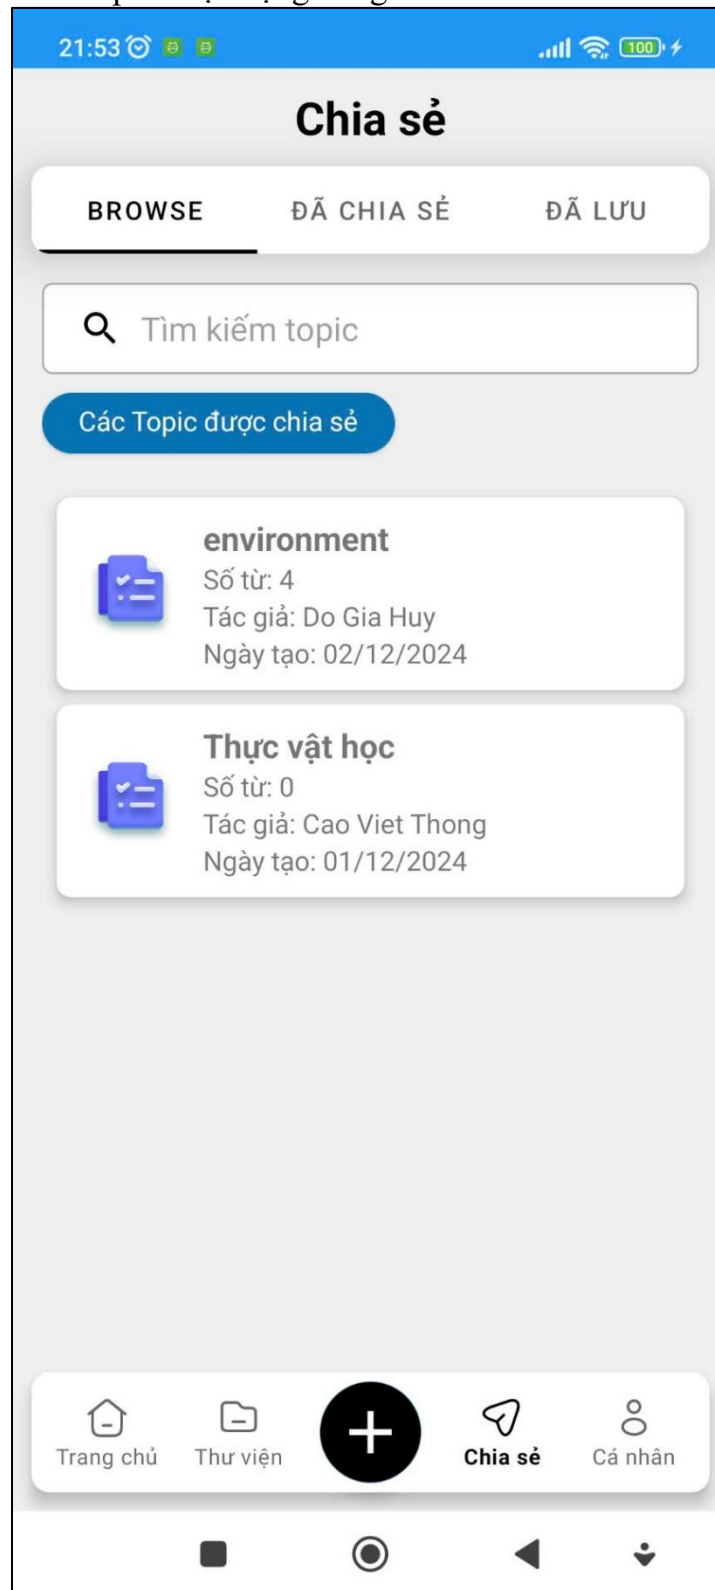 21:53
100
Chia sẻ
BROWSE ĐÃ CHIA SẺ ĐÃ LƯU
Tìm kiếm topic
Các Topic được chia sẻ
environment
Số từ: 4
Tác giả: Do Gia Huy
Ngày tạo: 02/12/2024
Thực vật học
Số từ: 0
Tác giả: Cao Viet Thong
Ngày tạo: 01/12/2024
Trang chủ Thư viện Chia sẻ Cá nhân